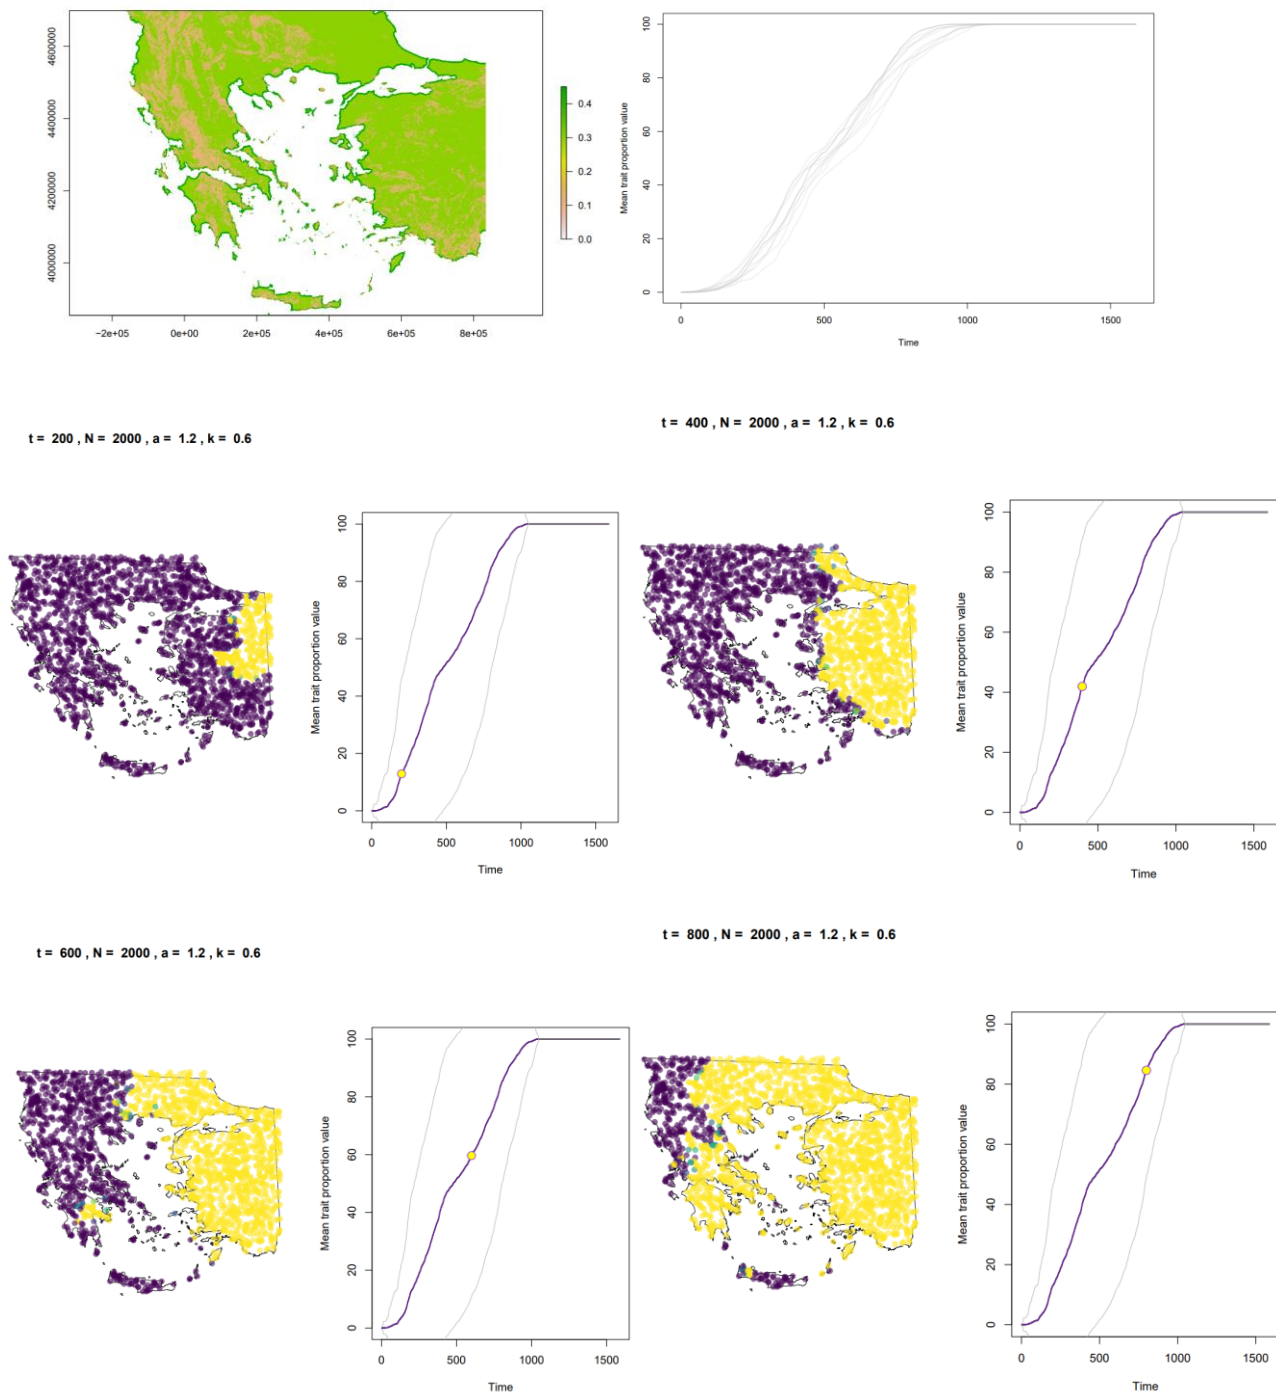 4600000
4400000
4200000
4000000
−2e+05 0e+00 2e+05 4e+05 6e+05 8e+05
0.4
0.3
0.2
0.1
0.0
Mean trait proportion value
100
80
60
40
20
0
0 500 1000 1500
Time
t = 200 , N = 2000 , a = 1.2 , k = 0.6
Mean trait proportion value
100
80
60
40
20
0
0 500 1000 1500
Time
t = 400 , N = 2000 , a = 1.2 , k = 0.6
Mean trait proportion value
100
80
60
40
20
0
0 500 1000 1500
Time
t = 600 , N = 2000 , a = 1.2 , k = 0.6
Mean trait proportion value
100
80
60
40
20
0
0 500 1000 1500
Time
t = 800 , N = 2000 , a = 1.2 , k = 0.6
Mean trait proportion value
100
80
60
40
20
0
0 500 1000 1500
Time